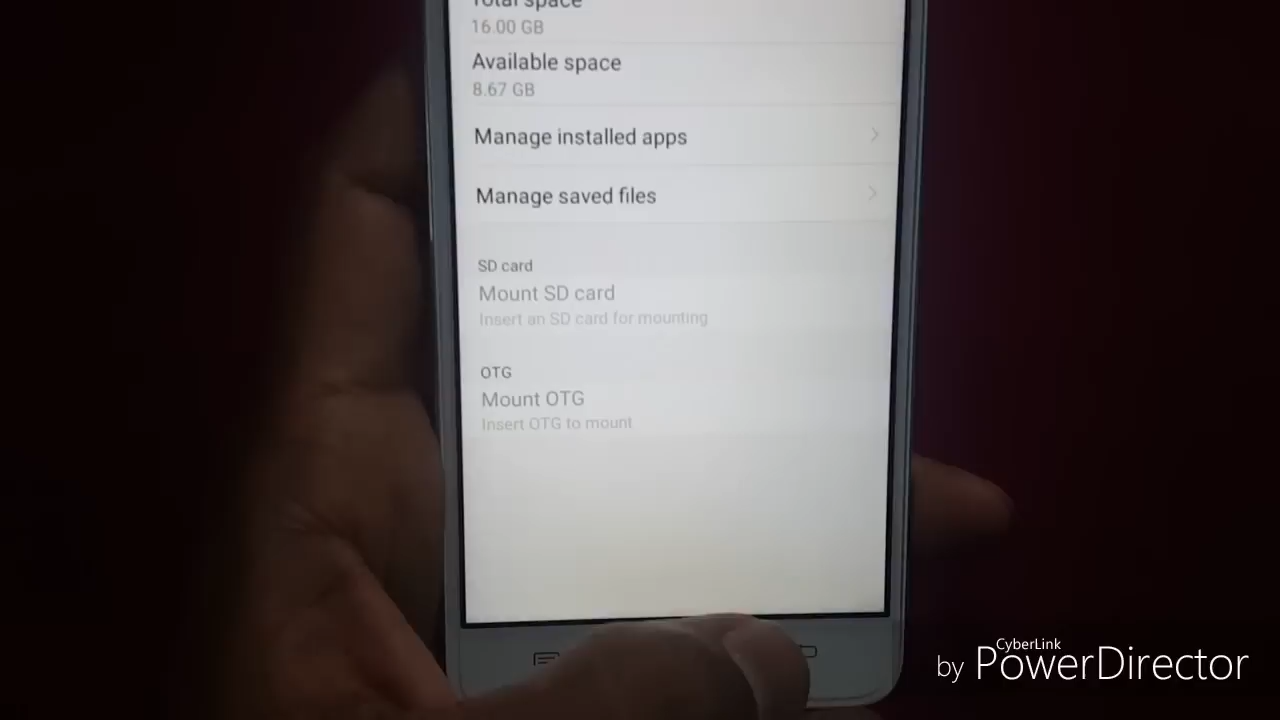 Total space
16.00 GB
Available space
8.67 GB
Manage installed apps
Manage saved files
SD card
Mount SD card
Insert an SD card for mounting
OTG
Mount OTG
Insert OTG to mount
CyberLink
by PowerDirector